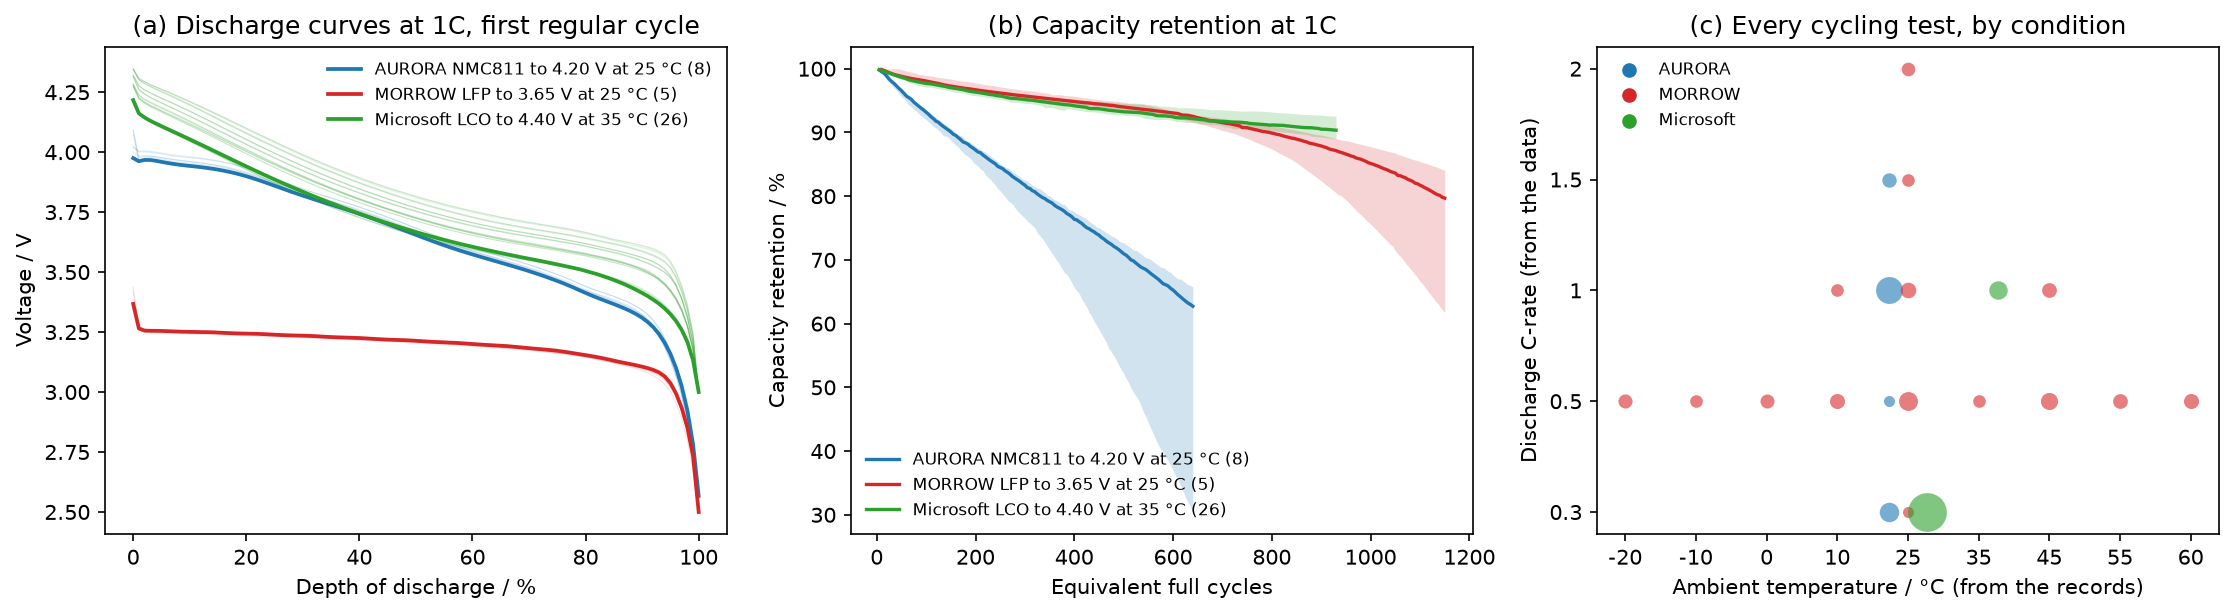 (a) Discharge curves at 1C, first regular cycle
AURORA NMC811 to 4.20 V at 25 °C (8)
MORROW LFP to 3.65 V at 25 °C (5)
Microsoft LCO to 4.40 V at 35 °C (26)
Voltage / V
4.25
4.00
3.75
3.50
3.25
3.00
2.75
2.50
0 20 40 60 80 100
Depth of discharge / %
(b) Capacity retention at 1C
Capacity retention / %
100
90
80
70
60
50
40
30
AURORA NMC811 to 4.20 V at 25 °C (8)
MORROW LFP to 3.65 V at 25 °C (5)
Microsoft LCO to 4.40 V at 35 °C (26)
0 200 400 600 800 1000 1200
Equivalent full cycles
(c) Every cycling test, by condition
AURORA
MORROW
Microsoft
Discharge C-rate (from the data)
2
1.5
1
0.5
0.3
-20 -10 0 10 25 35 45 55 60
Ambient temperature / °C (from the records)